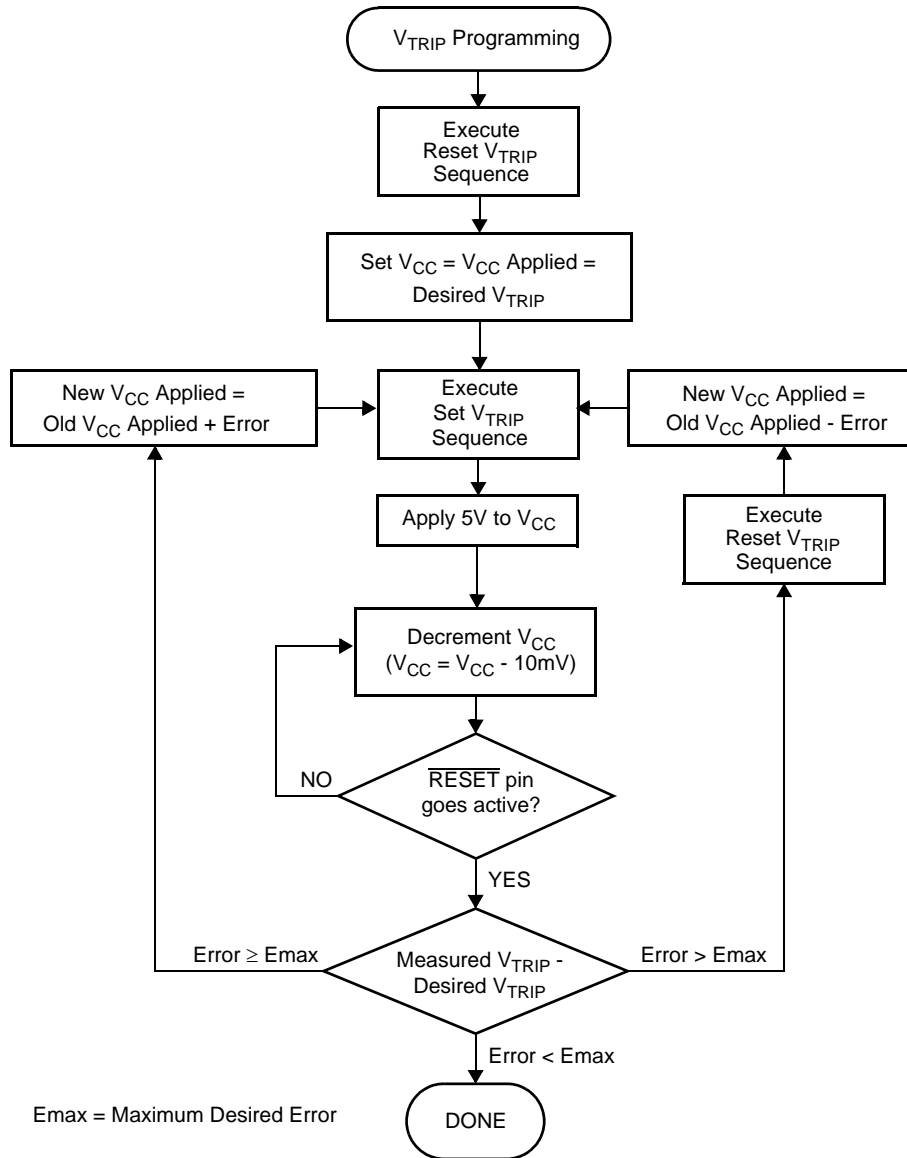 V_TRIP Programming
Execute
Reset V_TRIP
Sequence
Set V_CC = V_CC Applied =
Desired V_TRIP
New V_CC Applied =
Old V_CC Applied + Error
Execute
Set V_TRIP
Sequence
New V_CC Applied =
Old V_CC Applied - Error
Apply 5V to V_CC
Execute
Reset V_TRIP
Sequence
Decrement V_CC
(V_CC = V_CC - 10mV)
NO
R̅E̅S̅E̅T̅ pin
goes active?
YES
Error ≥ Emax
Measured V_TRIP -
Desired V_TRIP
Error > Emax
Error < Emax
Emax = Maximum Desired Error
DONE